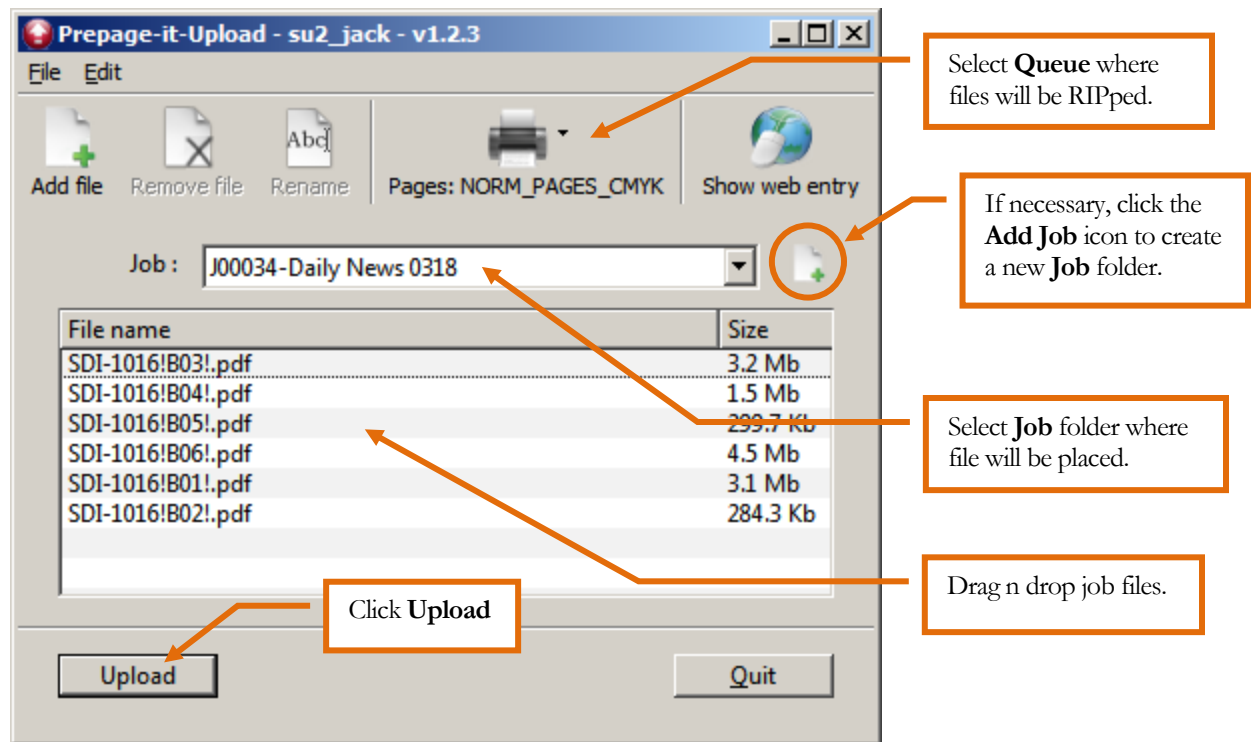 Prepage-it-Upload - su2_jack - v1.2.3
File Edit
Add file
Remove file
Abc
Rename
Pages: NORM_PAGES_CMYK
Show web entry
Select Queue where
files will be RIPped.
If necessary, click the
Add Job icon to create
a new Job folder.
Job : J00034-Daily News 0318
File name Size
SDI-1016!B03!.pdf 3.2 Mb
SDI-1016!B04!.pdf 1.5 Mb
SDI-1016!B05!.pdf 299.7 Kb
SDI-1016!B06!.pdf 4.5 Mb
SDI-1016!B01!.pdf 3.1 Mb
SDI-1016!B02!.pdf 284.3 Kb
Select Job folder where
file will be placed.
Drag n drop job files.
Click Upload
Upload
Quit